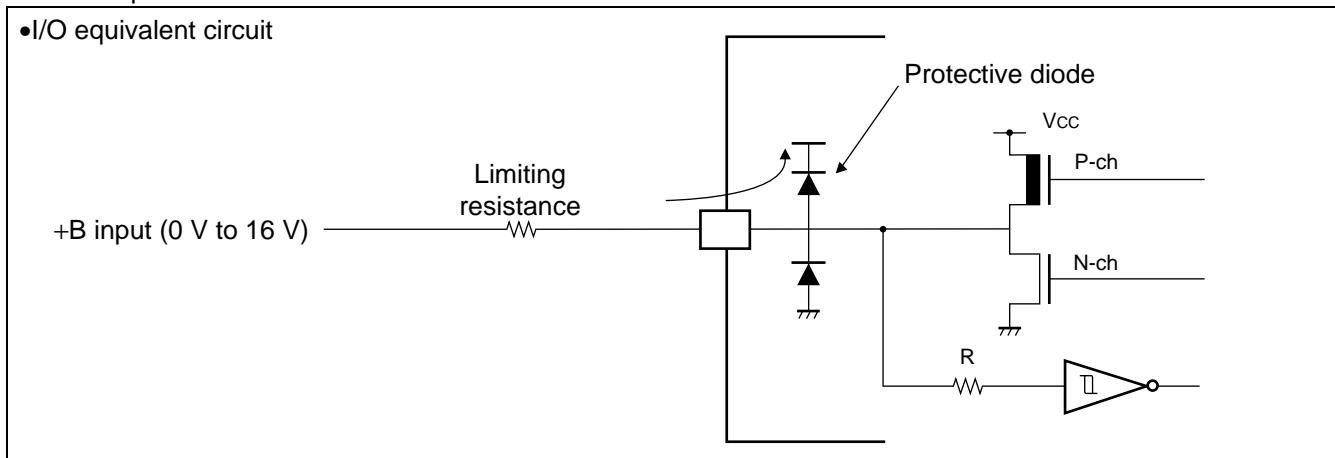 •I/O equivalent circuit
Protective diode
VCC
P-ch
Limiting
resistance
+B input (0 V to 16 V)
N-ch
R